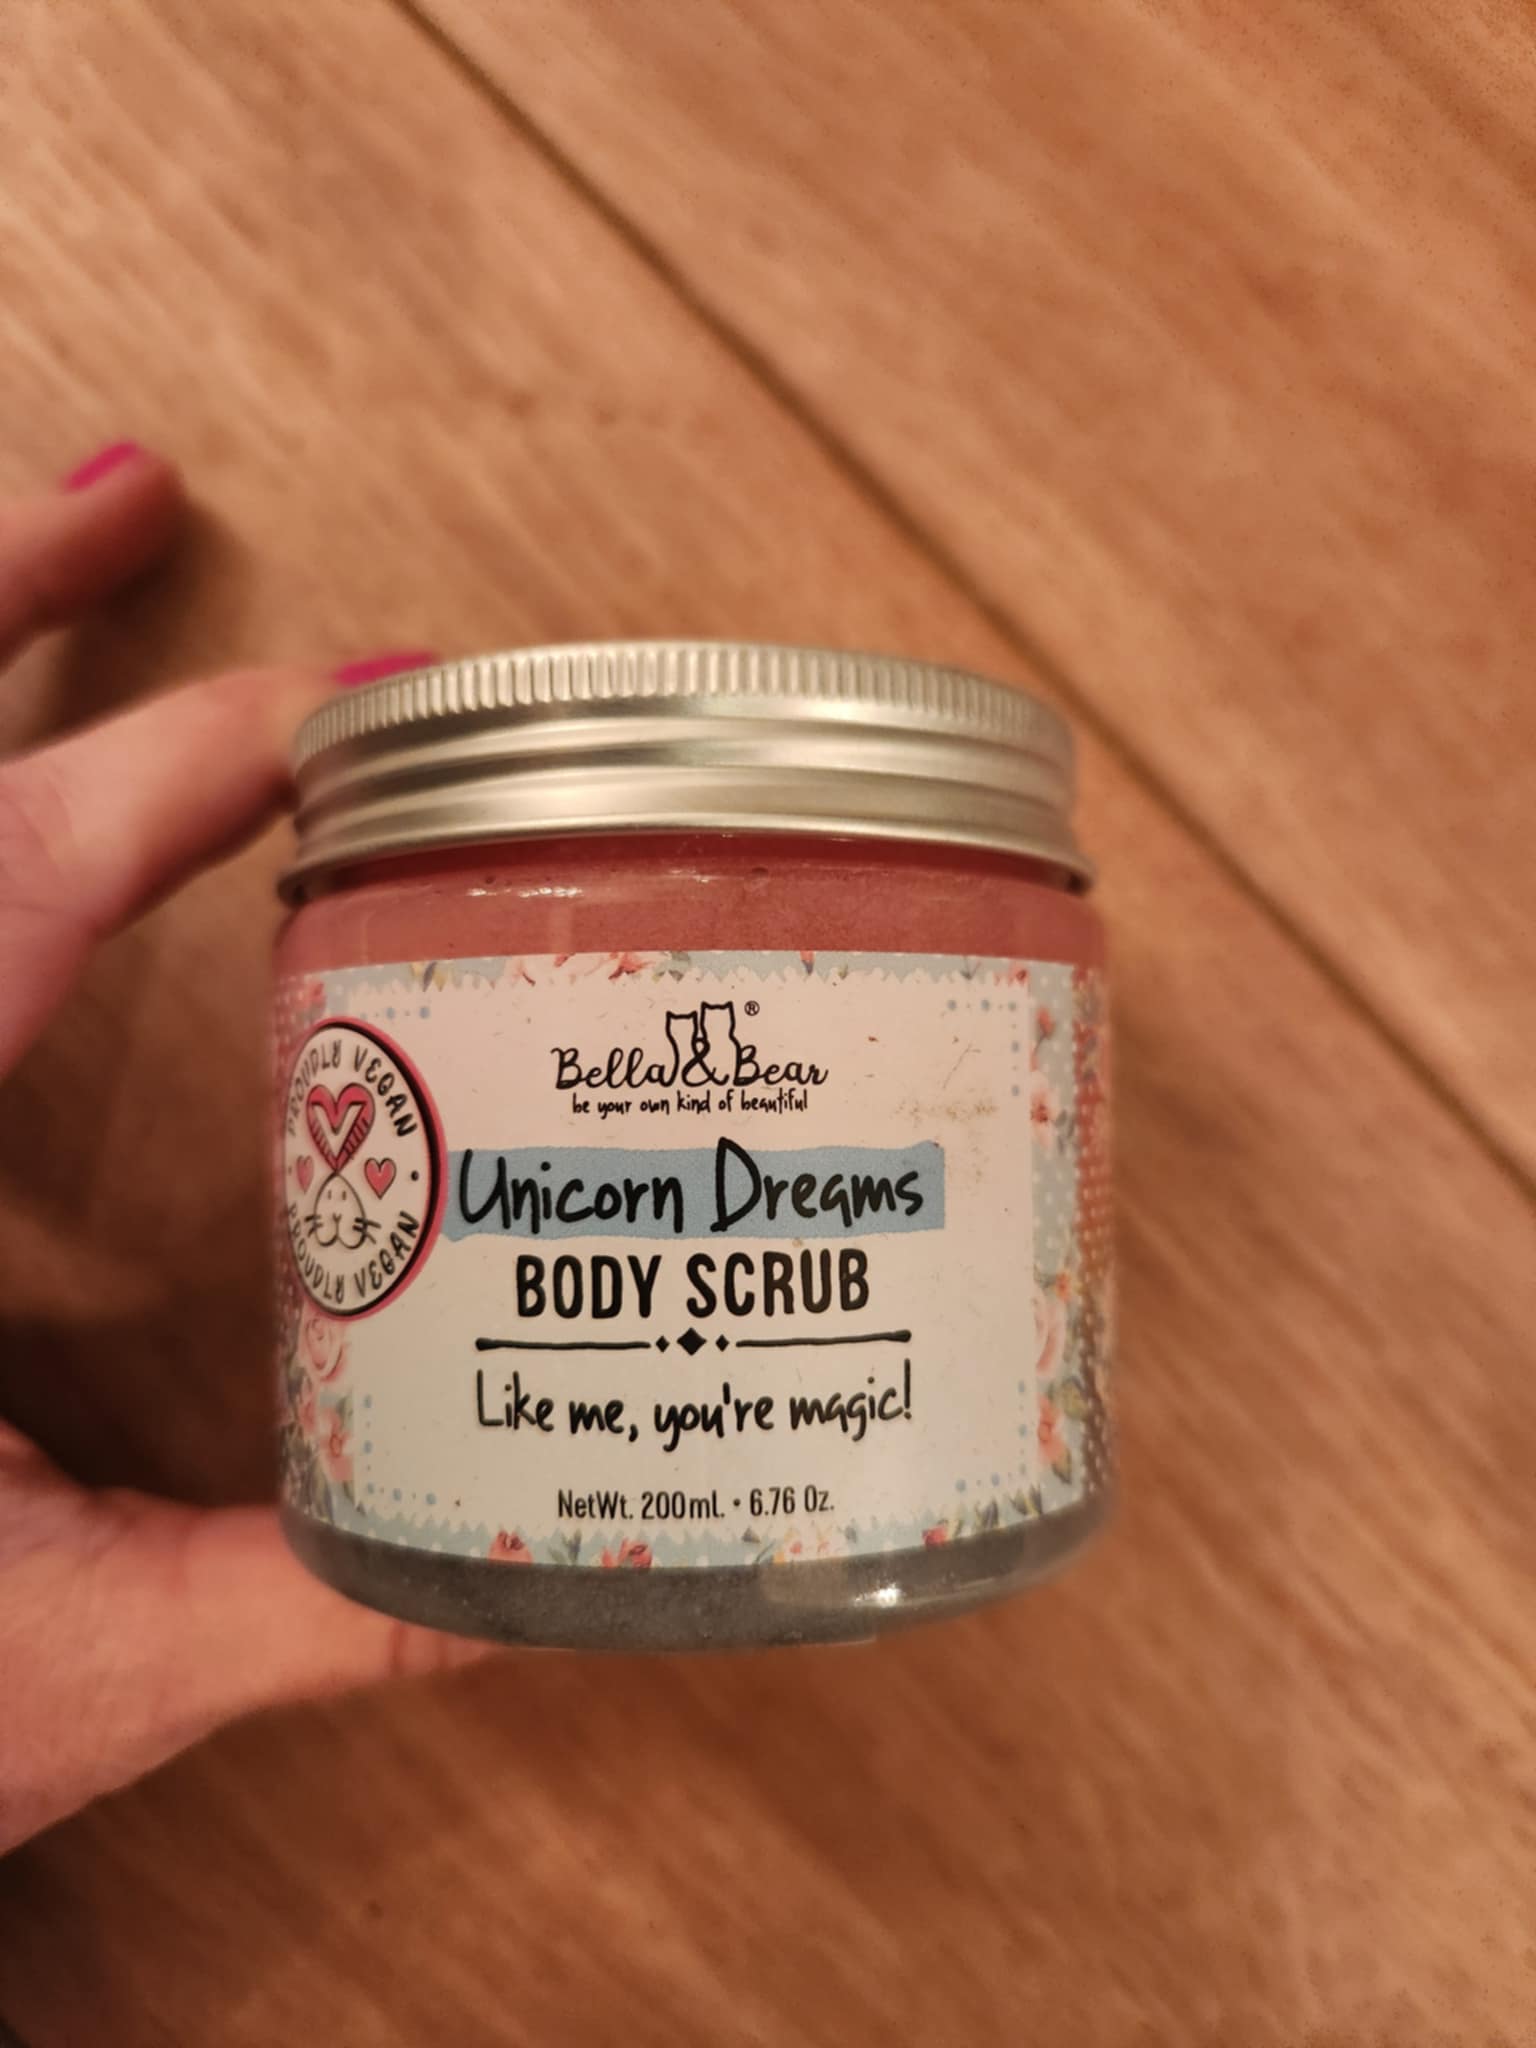 Bella & Bear®
be your own kind of beautiful
PROUDLY VEGAN
PROUDLY VEGAN
Unicorn Dreams
BODY SCRUB
Like me, you're magic!
NetWt. 200ml. • 6.76 Oz.